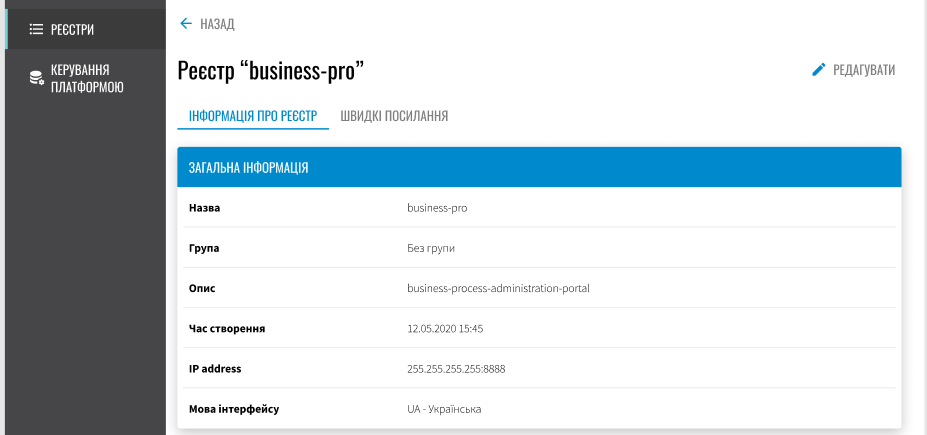 РЕЄСТРИ
КЕРУВАННЯ
ПЛАТФОРМОЮ
НАЗАД
Реєстр “business-pro”
РЕДАГУВАТИ
ІНФОРМАЦІЯ ПРО РЕЄСТР ШВИДКІ ПОСИЛАННЯ
ЗАГАЛЬНА ІНФОРМАЦІЯ
Назва business-pro
Група Без групи
Опис business-process-administration-portal
Час створення 12.05.2020 15:45
IP address 255.255.255.255:8888
Мова інтерфейсу UA - Українська